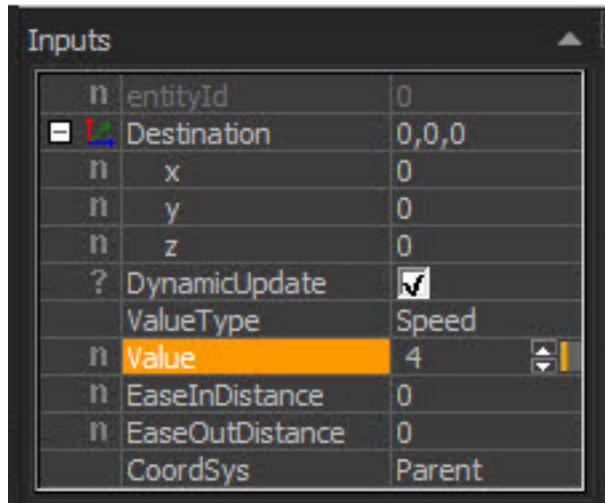 Inputs
n entityId 0
Destination 0,0,0
n x 0
n y 0
n z 0
? DynamicUpdate
ValueType Speed
n Value 4
n EaseInDistance 0
n EaseOutDistance 0
CoordSys Parent